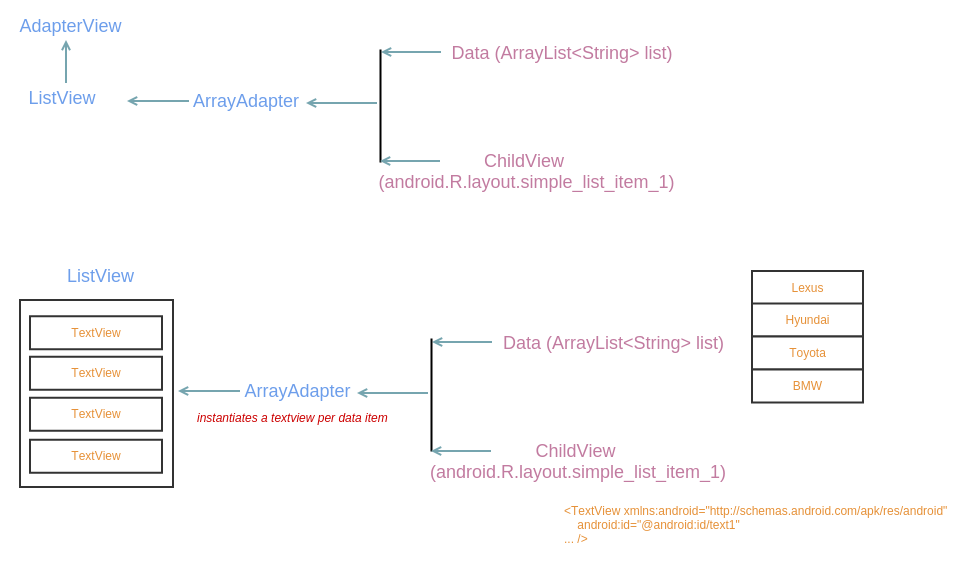 AdapterView
Data (ArrayList<String> list)
ListView
ArrayAdapter
ChildView
(android.R.layout.simple_list_item_1)
ListView
Lexus
Hyundai
Toyota
BMW
TextView
TextView
TextView
TextView
Data (ArrayList<String> list)
ArrayAdapter
instantiates a textview per data item
ChildView
(android.R.layout.simple_list_item_1)
<TextView xmlns:android="http://schemas.android.com/apk/res/android"
android:id="@android:id/text1"
... />